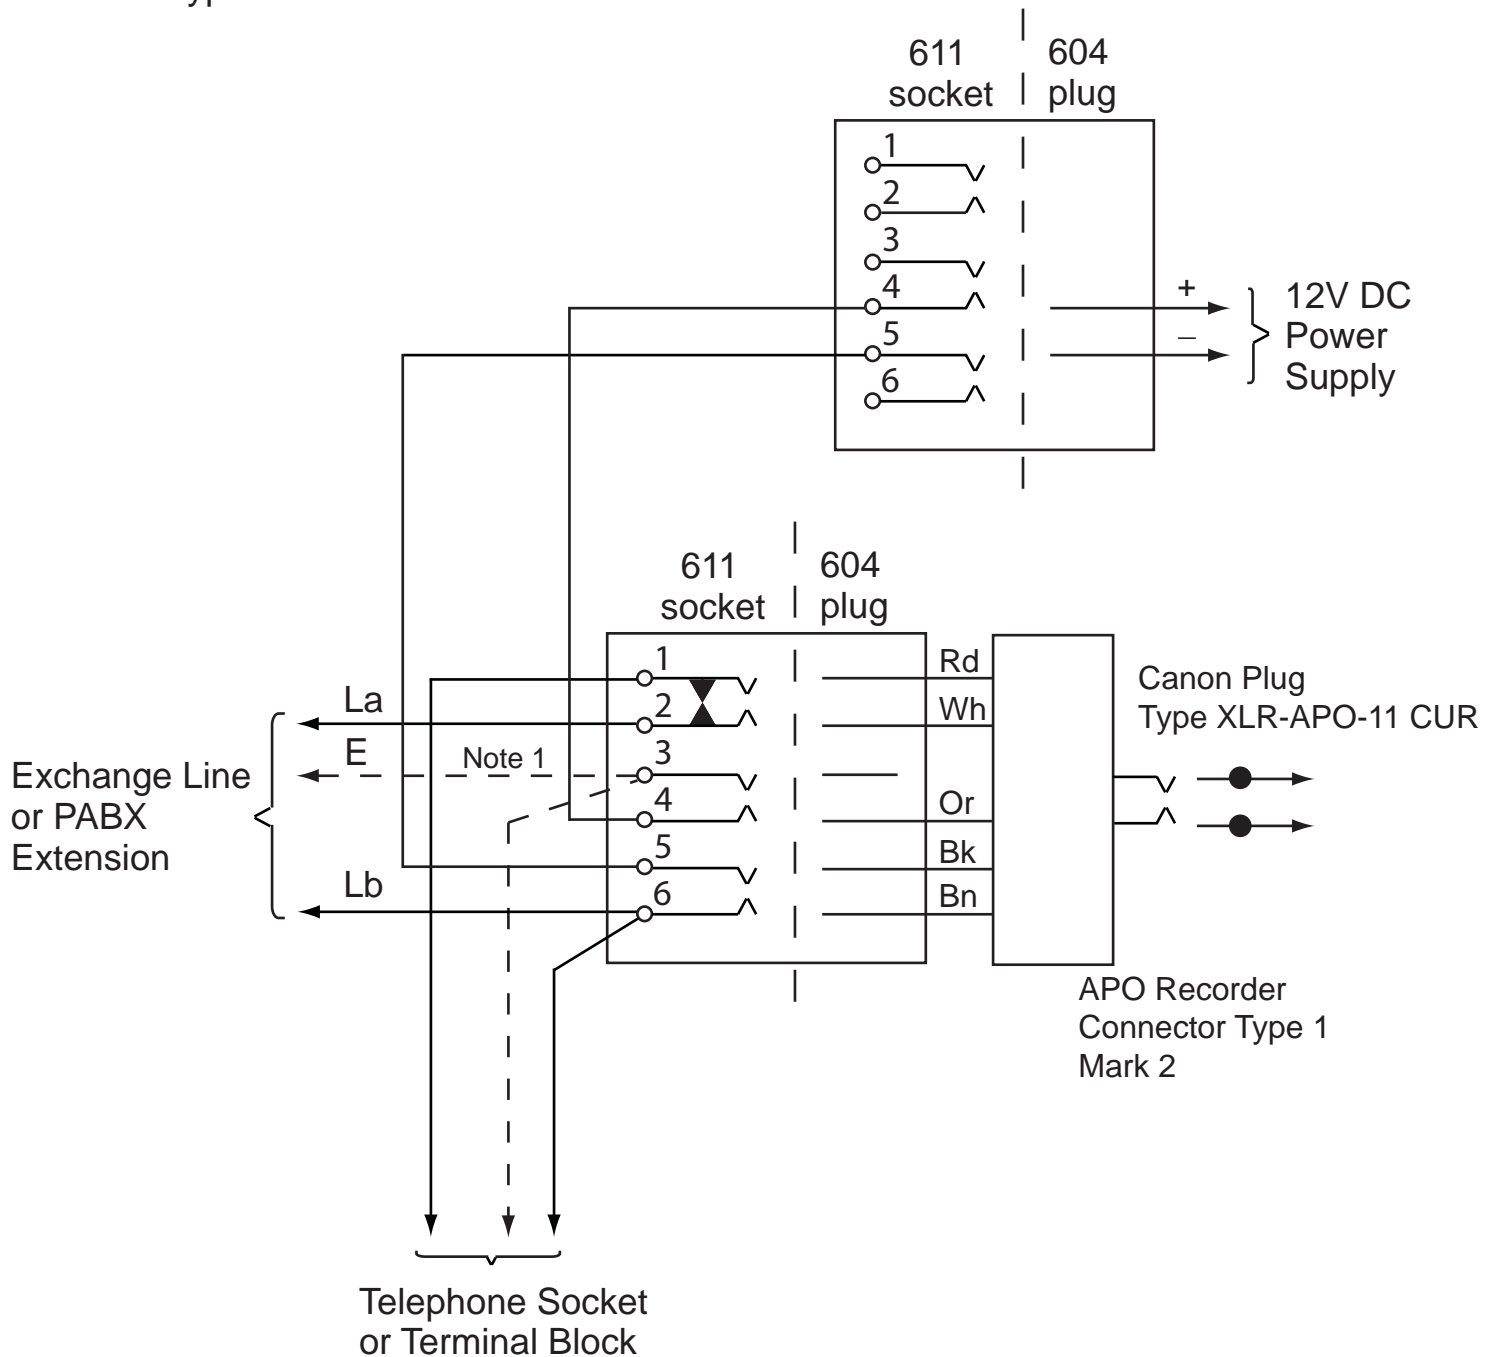 611
socket
604
plug
1
2
3
4
5
6
+
–
12V DC
Power
Supply
611
socket
604
plug
1
2
3
4
5
6
La
E
Note 1
Lb
Exchange Line
or PABX
Extension
Rd
Wh
Or
Bk
Bn
Canon Plug
Type XLR-APO-11 CUR
APO Recorder
Connector Type 1
Mark 2
Telephone Socket
or Terminal Block